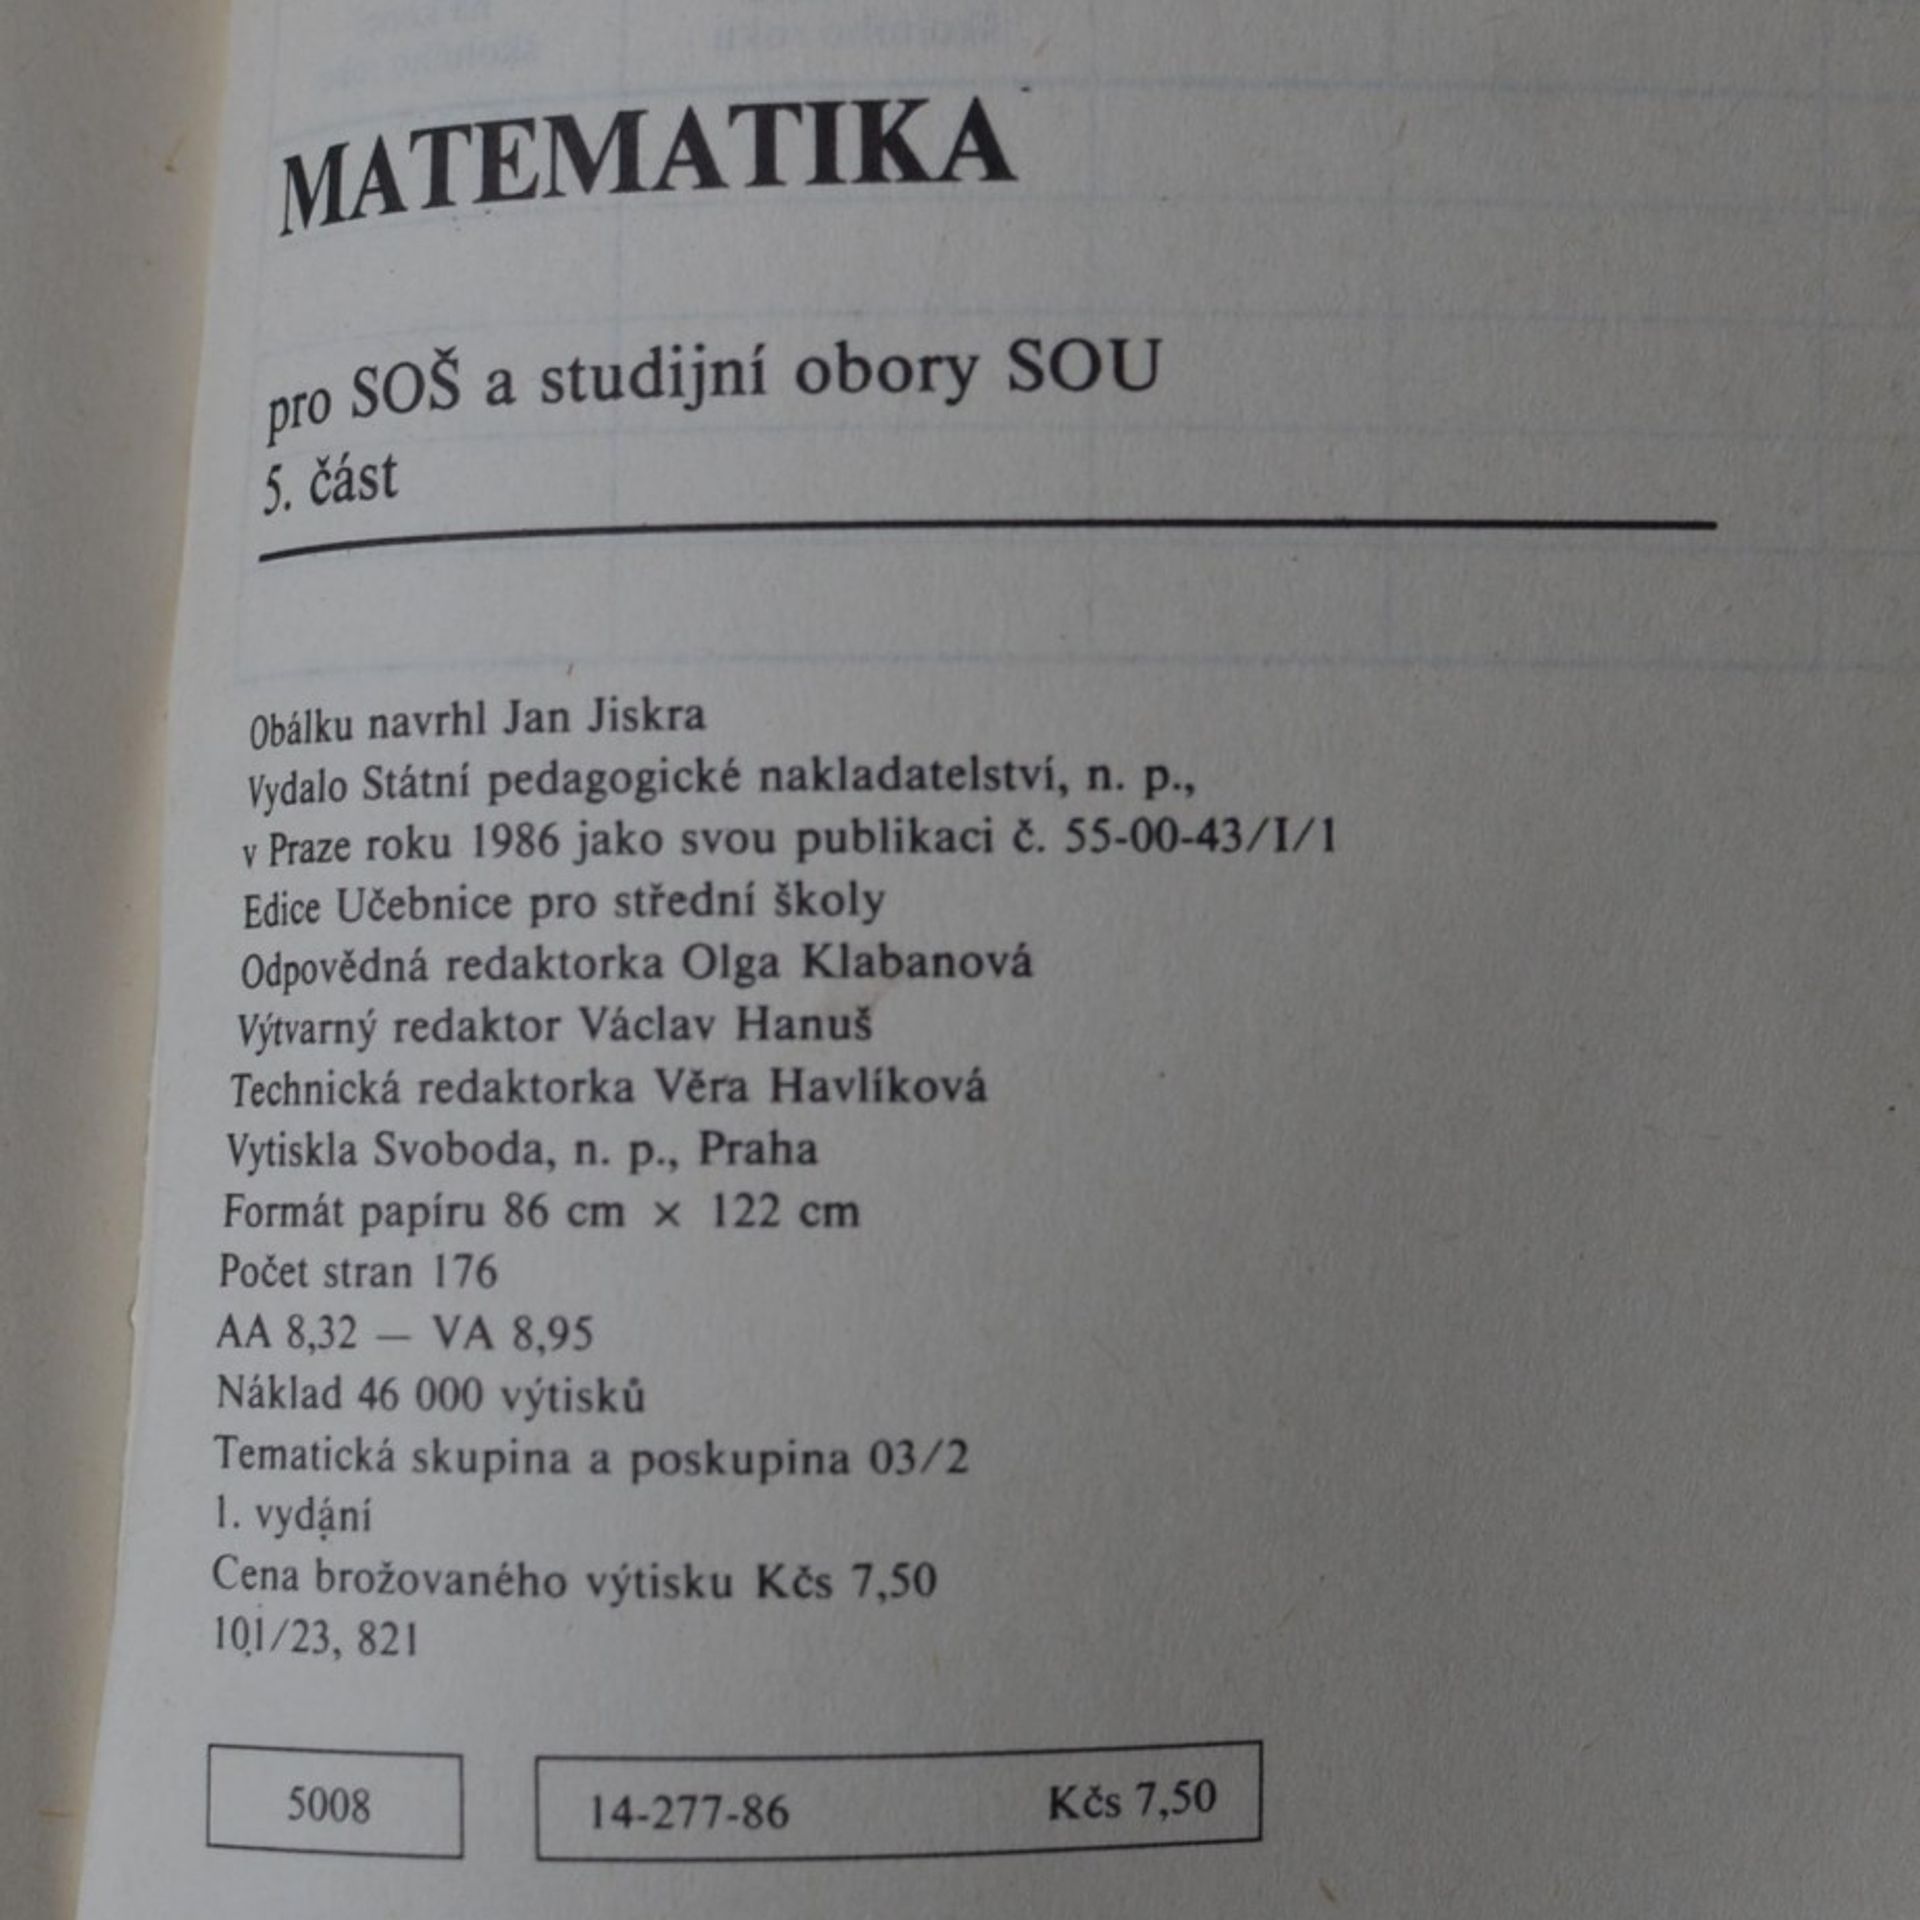 MATEMATIKA
pro SOŠ a studijní obory SOU
5. část
Obálku navrhl Jan Jiskra
Vydalo Státní pedagogické nakladatelství, n. p.,
v Praze roku 1986 jako svou publikaci č. 55-00-43/I/1
Edice Učebnice pro střední školy
Odpovědná redaktorka Olga Klabanová
Výtvarný redaktor Václav Hanuš
Technická redaktorka Věra Havlíková
Vytiskla Svoboda, n. p., Praha
Formát papíru 86 cm × 122 cm
Počet stran 176
AA 8,32 — VA 8,95
Náklad 46 000 výtisků
Tematická skupina a poskupina 03/2
1. vydání
Cena brožovaného výtisku Kčs 7,50
101/23, 821
5008
14-277-86 Kčs 7,50